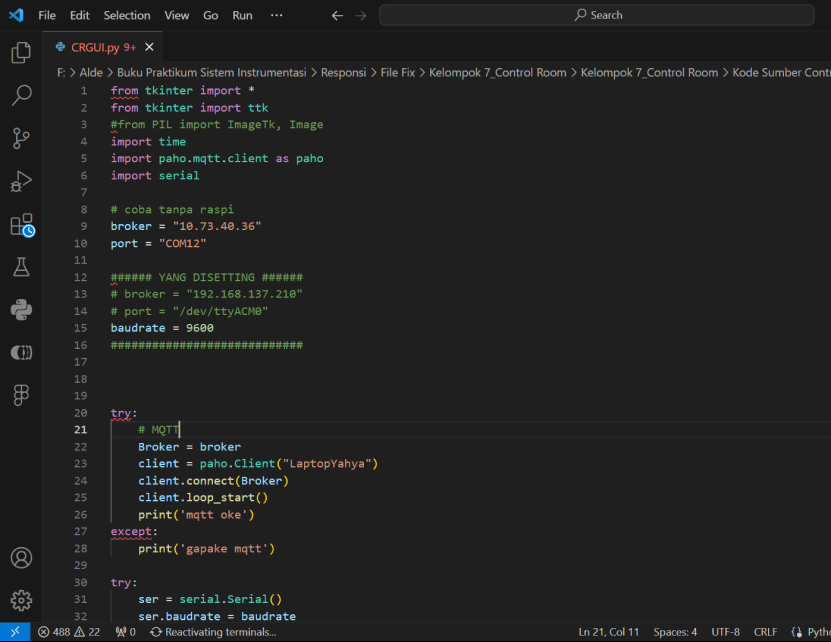 File Edit Selection View Go Run ··· Search
CRGUI.py 9+
F: > Alde > Buku Praktikum Sistem Instrumentasi > Responsi > File Fix > Kelompok 7_Control Room > Kelompok 7_Control Room > Kode Sumber Cont
1 from tkinter import *
2 from tkinter import ttk
3 #from PIL import ImageTk, Image
4 import time
5 import paho.mqtt.client as paho
6 import serial
7
8 # coba tanpa raspi
9 broker = "10.73.40.36"
10 port = "COM12"
11
12 ###### YANG DISETTING ######
13 # broker = "192.168.137.210"
14 # port = "/dev/ttyACM0"
15 baudrate = 9600
16 ############################
17
18
19
20 try:
21 # MQTT
22 Broker = broker
23 client = paho.Client("LaptopYahya")
24 client.connect(Broker)
25 client.loop_start()
26 print('mqtt oke')
27 except:
28 print('gapake mqtt')
29
30 try:
31 ser = serial.Serial()
32 ser.baudrate = baudrate
488 22 0 Reactivating terminals... Ln 21, Col 11 Spaces: 4 UTF-8 CRLF Pytho